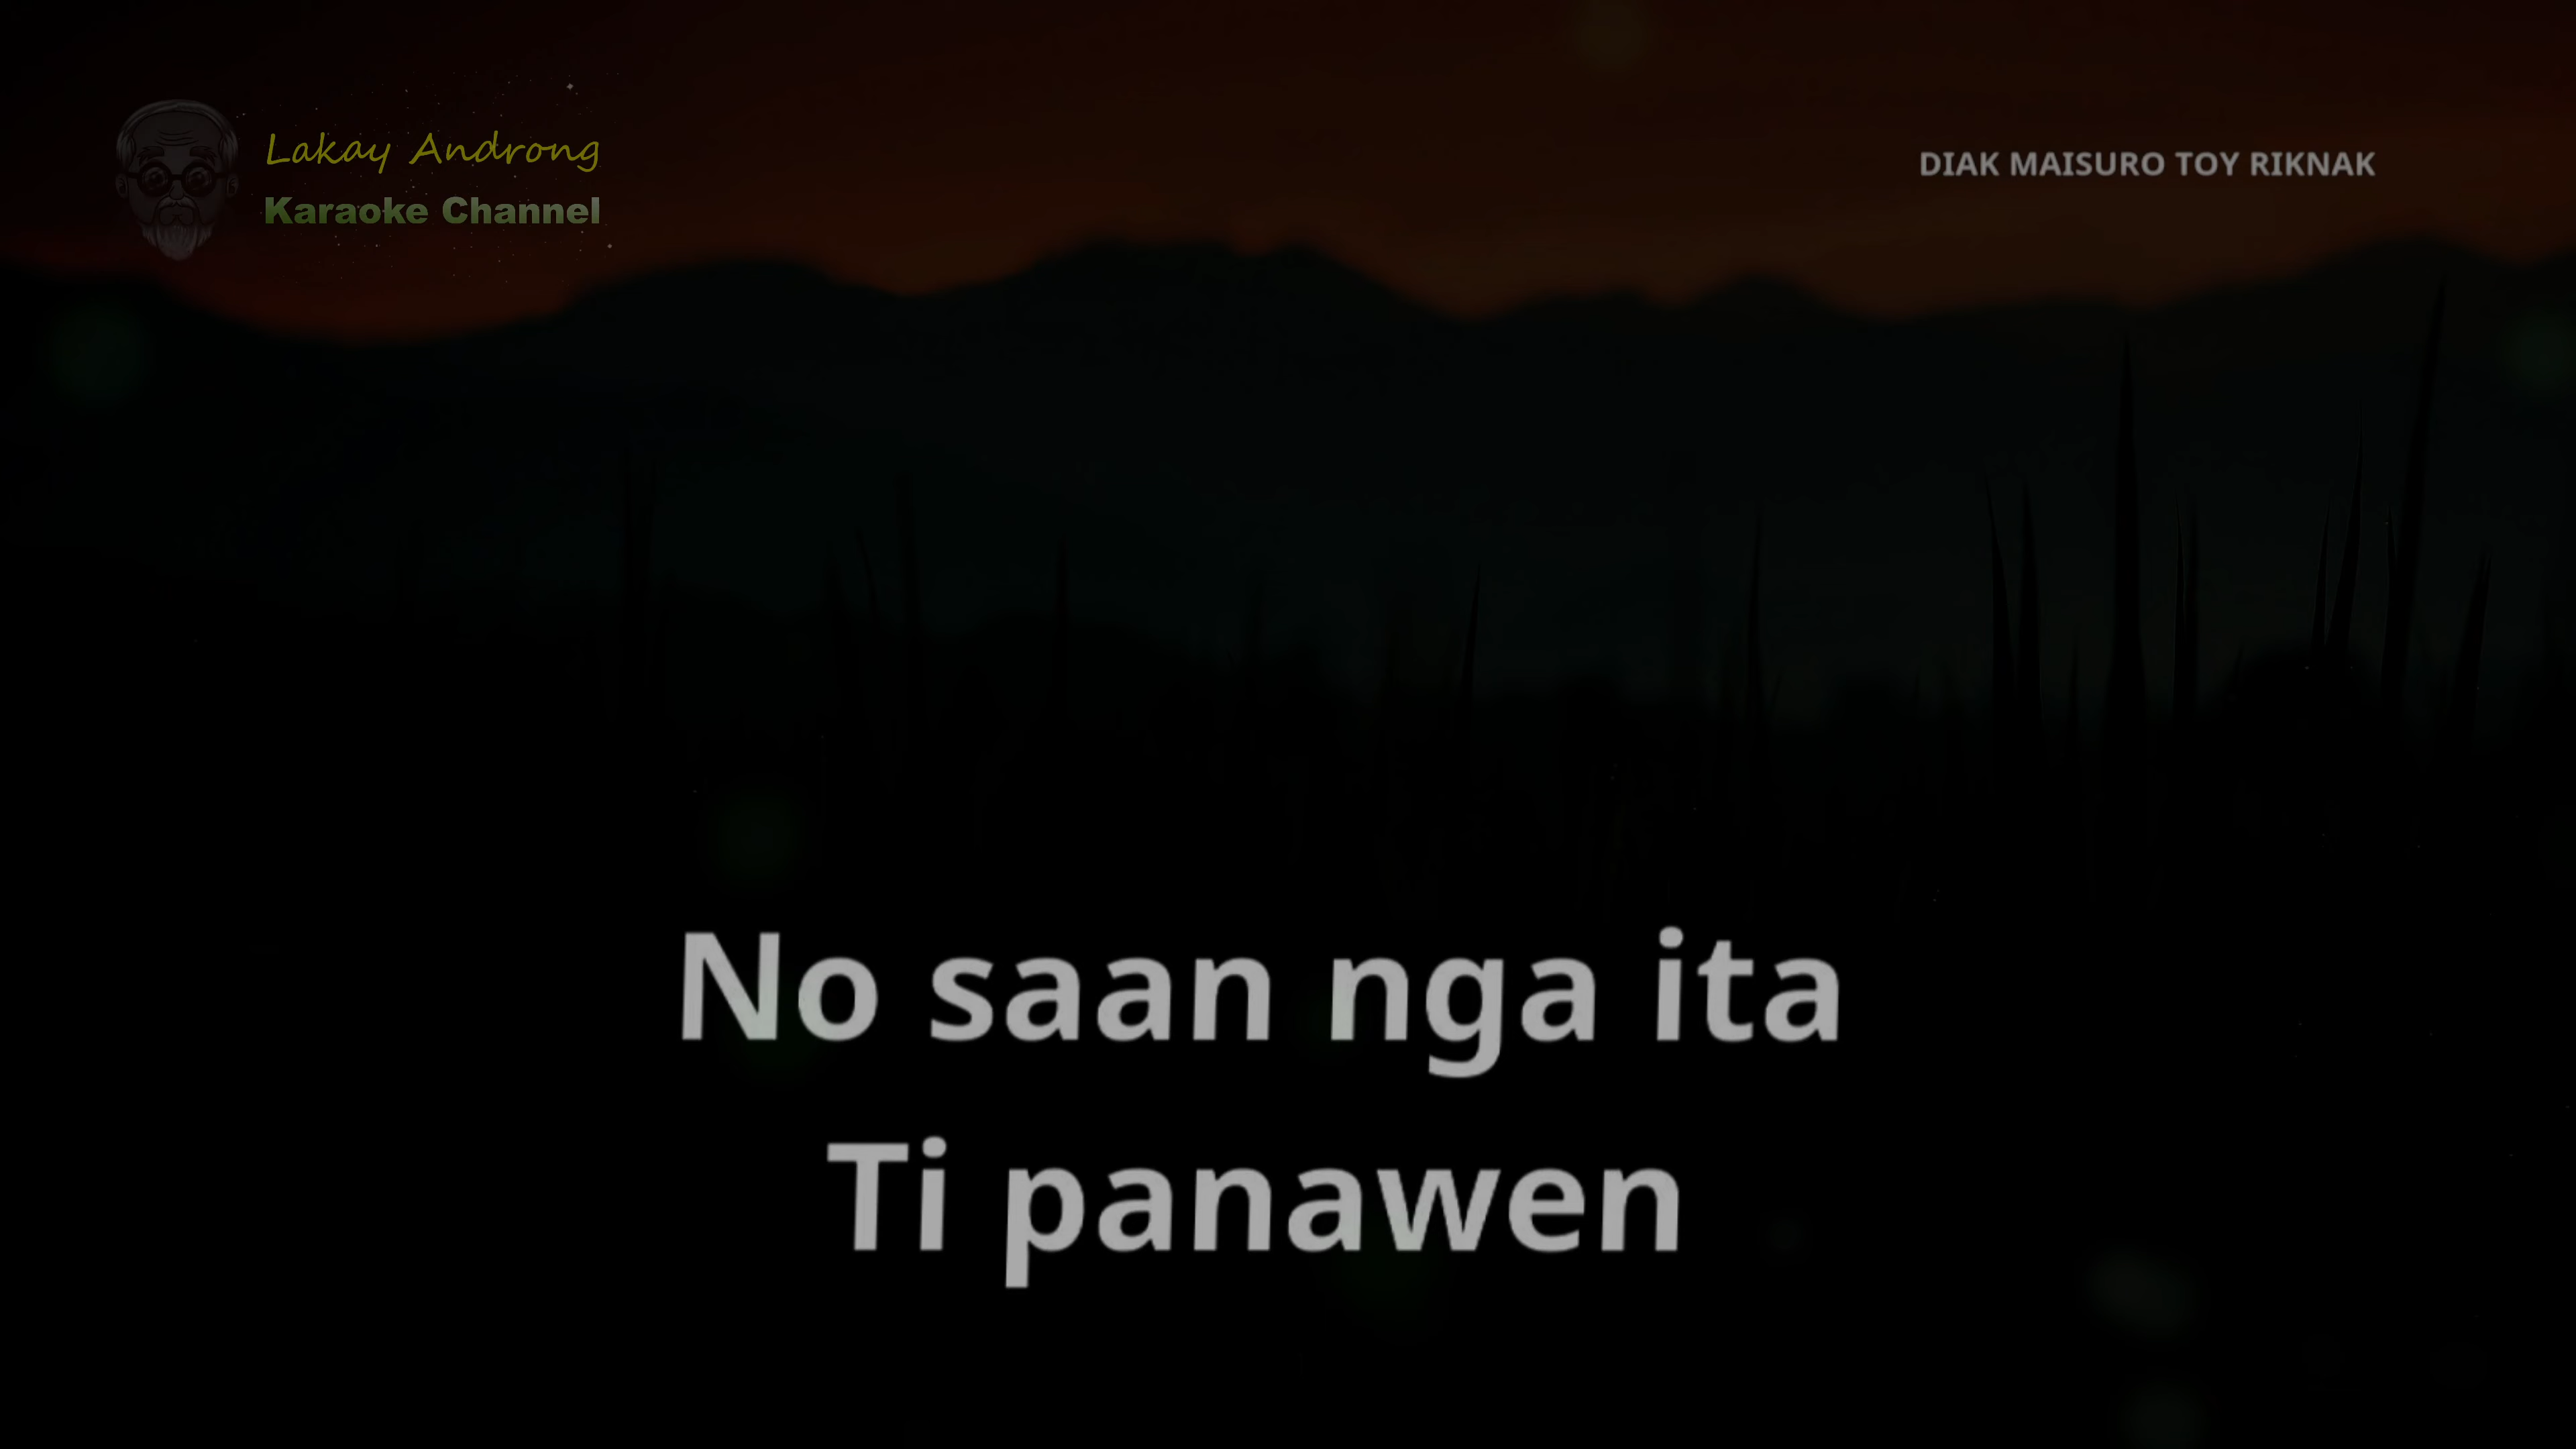 Lakay Androng
Karaoke Channel
DIAK MAISURO TOY RIKNAK
No saan nga ita
Ti panawen